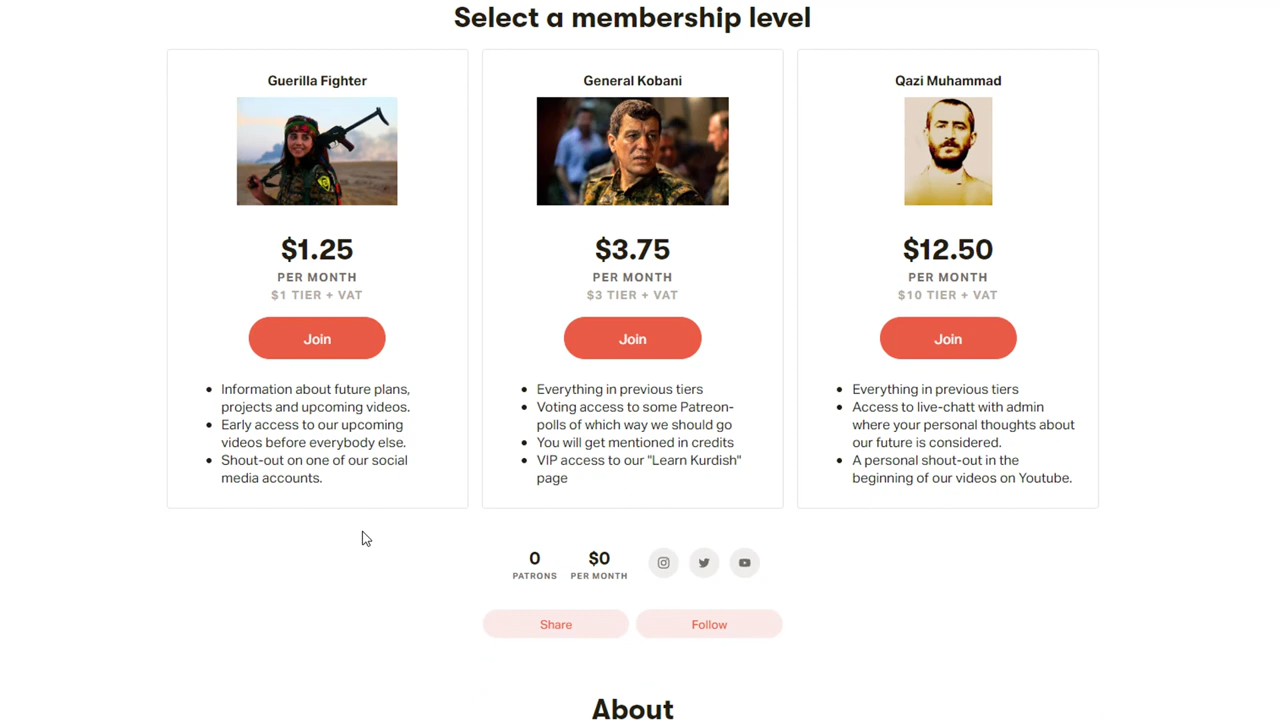 Select a membership level
Guerilla Fighter
$1.25
PER MONTH
$1 TIER + VAT
Join
Information about future plans,
projects and upcoming videos.
Early access to our upcoming
videos before everybody else.
Shout-out on one of our social
media accounts.
General Kobani
$3.75
PER MONTH
$3 TIER + VAT
Join
Everything in previous tiers
Voting access to some Patreon-
polls of which way we should go
You will get mentioned in credits
VIP access to our "Learn Kurdish"
page
Qazi Muhammad
$12.50
PER MONTH
$10 TIER + VAT
Join
Everything in previous tiers
Access to live-chatt with admin
where your personal thoughts about
our future is considered.
A personal shout-out in the
beginning of our videos on Youtube.
0
PATRONS
$0
PER MONTH
Share
Follow
About